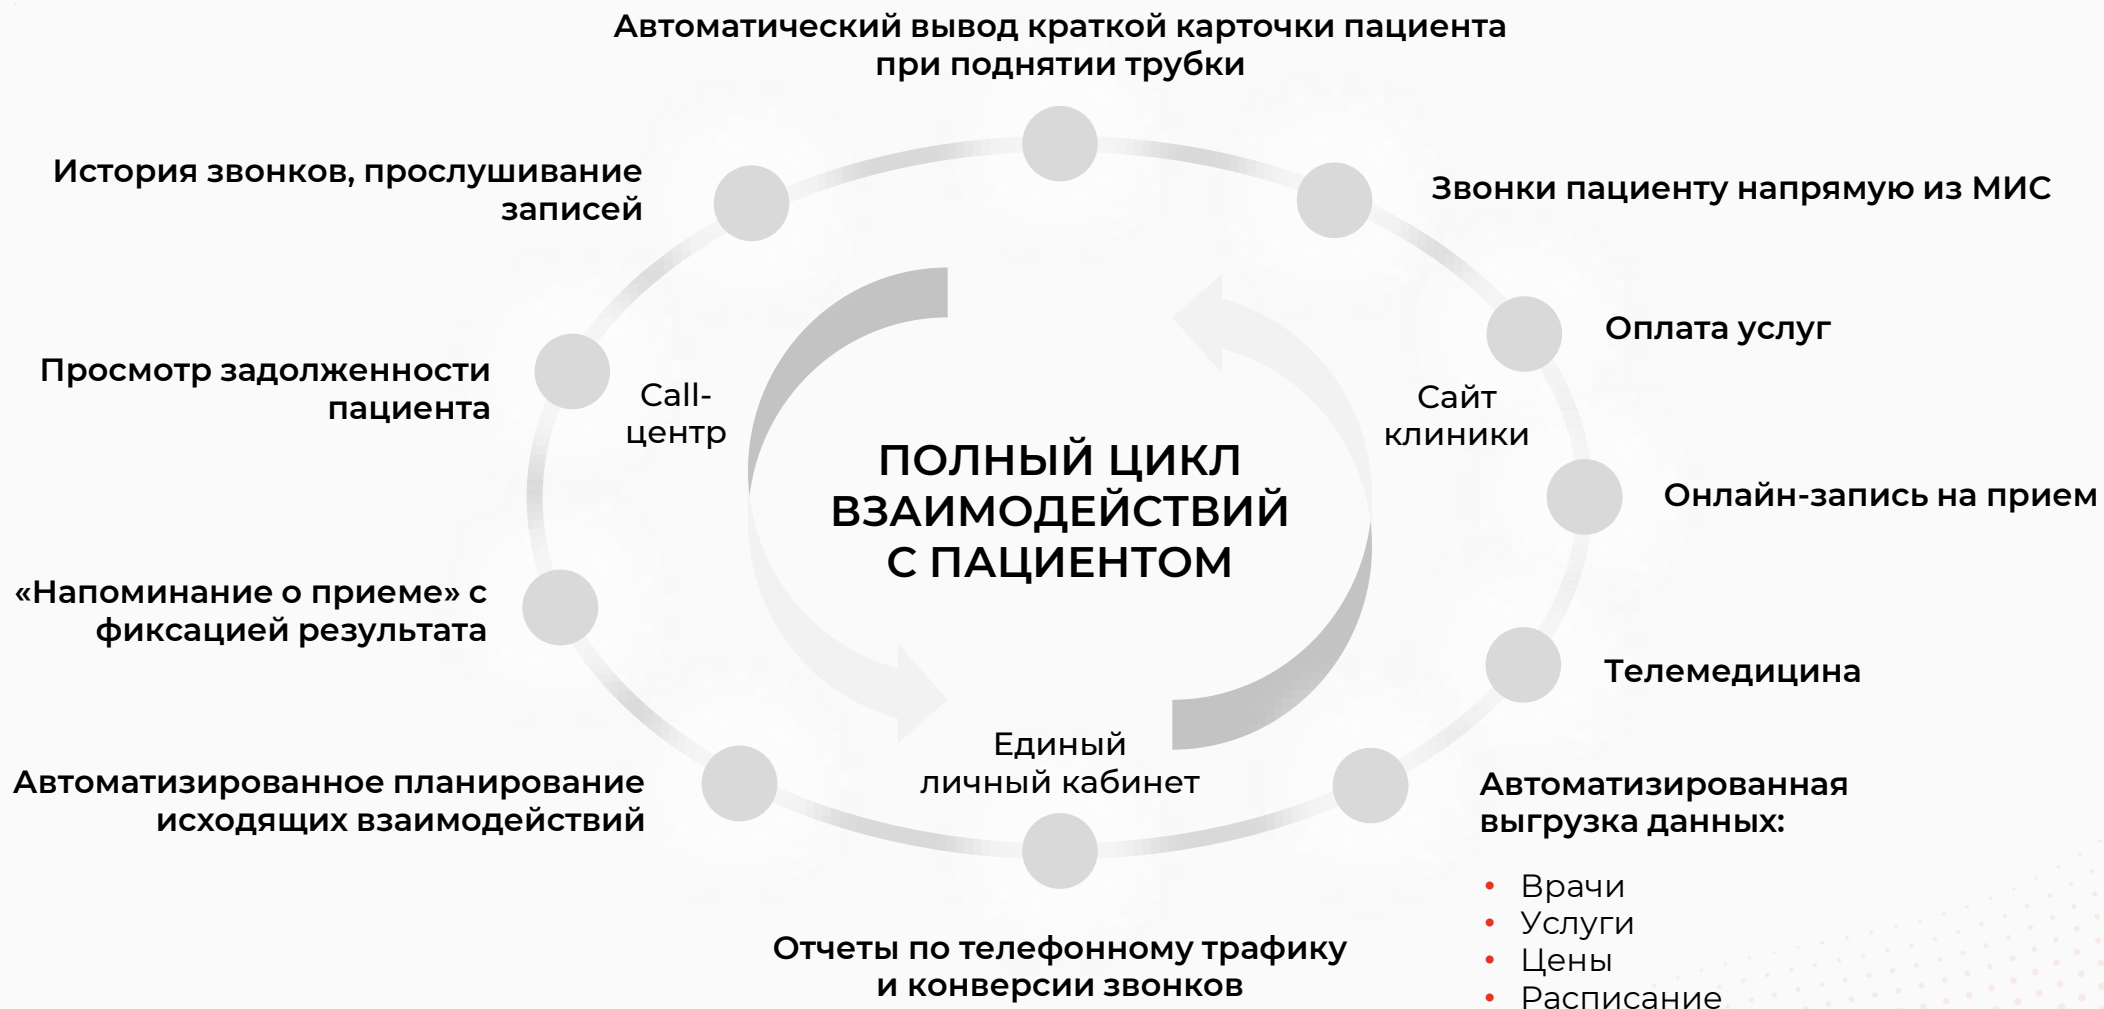 Автоматический вывод краткой карточки пациента
при поднятии трубки
История звонков, прослушивание
записей
Звонки пациенту напрямую из МИС
Оплата услуг
Просмотр задолженности
пациента
Call-
центр
Сайт
клиники
ПОЛНЫЙ ЦИКЛ
ВЗАИМОДЕЙСТВИЙ
С ПАЦИЕНТОМ
Онлайн-запись на прием
«Напоминание о приеме» с
фиксацией результата
Телемедицина
Единый
личный кабинет
Автоматизированное планирование
исходящих взаимодействий
Автоматизированная
выгрузка данных:
• Врачи
• Услуги
• Цены
• Расписание
Отчеты по телефонному трафику
и конверсии звонков